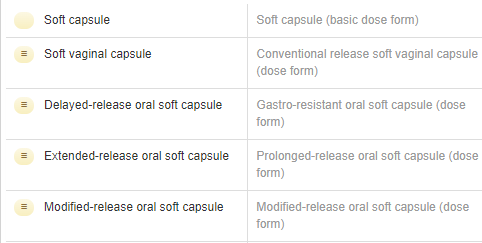 Soft capsule Soft capsule (basic dose form)
Soft vaginal capsule Conventional release soft vaginal capsule
(dose form)
Delayed-release oral soft capsule Gastro-resistant oral soft capsule (dose
form)
Extended-release oral soft capsule Prolonged-release oral soft capsule (dose
form)
Modified-release oral soft capsule Modified-release oral soft capsule (dose
form)